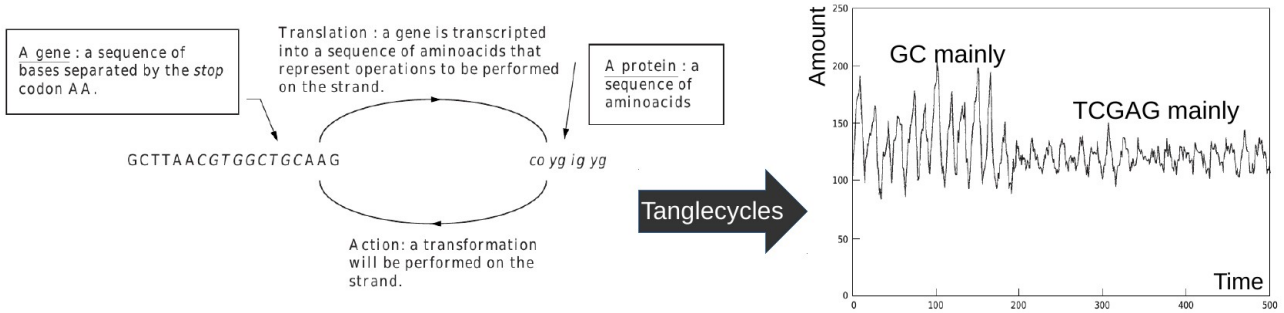 A gene : a sequence of
bases separated by the stop
codon AA.
Translation : a gene is transcripted
into a sequence of aminoacids that
represent operations to be performed
on the strand.
A protein : a
sequence of
aminoacids
GCTTAACGTGGCTGCAAG
co yg ig yg
Action: a transformation
will be performed on the
strand.
Tanglecycles
Amount
250
200
150
100
50
0
GC mainly
TCGAG mainly
Time
0 100 200 300 400 500